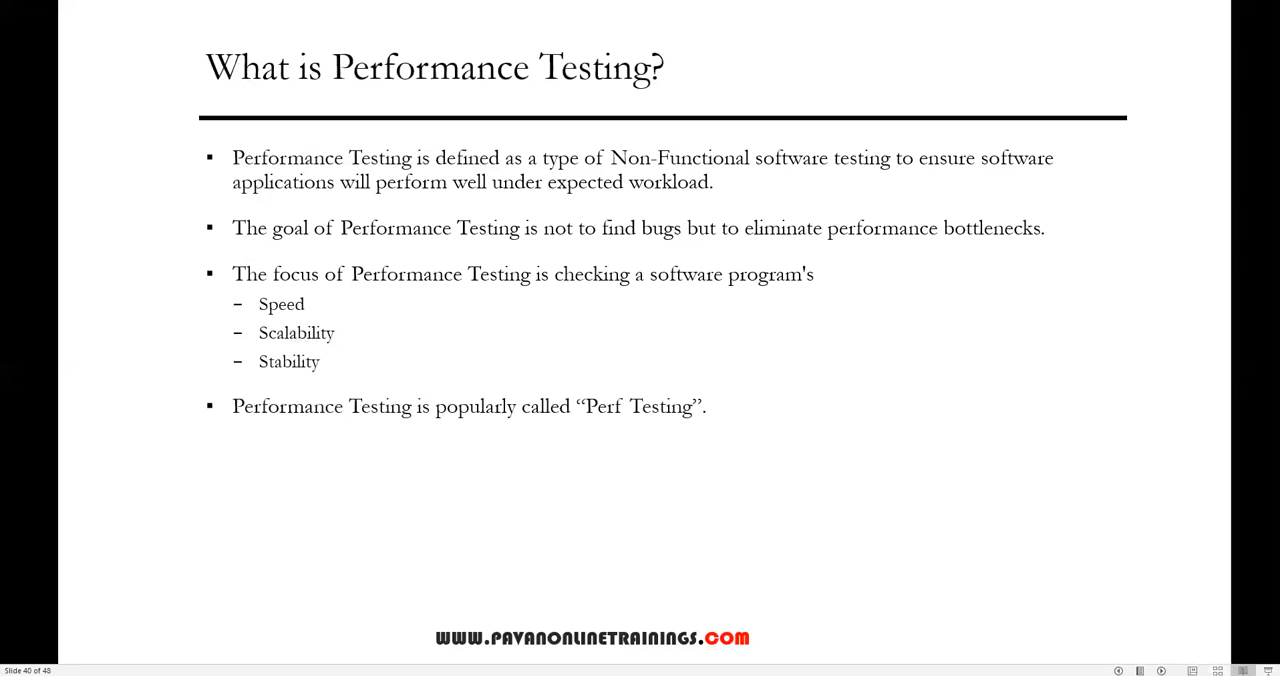 What is Performance Testing?
▪ Performance Testing is defined as a type of Non-Functional software testing to ensure software
applications will perform well under expected workload.
▪ The goal of Performance Testing is not to find bugs but to eliminate performance bottlenecks.
▪ The focus of Performance Testing is checking a software program's
– Speed
– Scalability
– Stability
▪ Performance Testing is popularly called “Perf Testing”.
WWW.PAVANONLINETRAININGS.COM
Slide 40 of 48